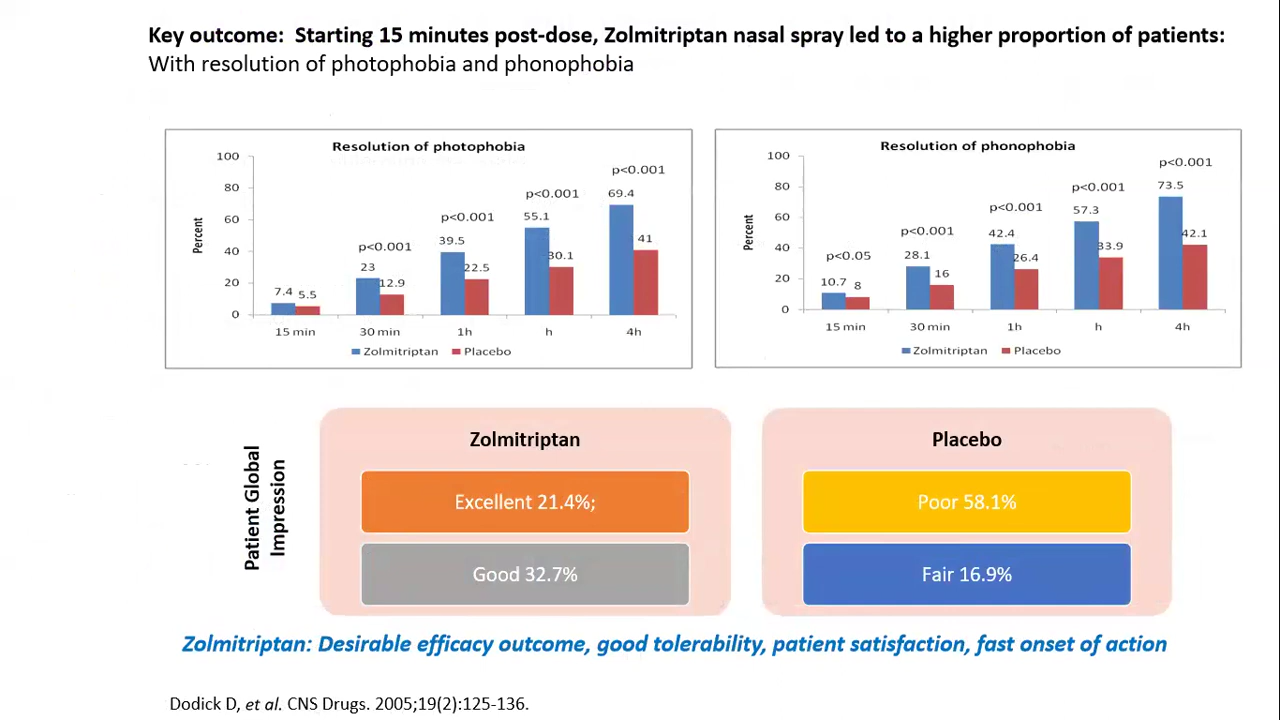 Key outcome: Starting 15 minutes post-dose, Zolmitriptan nasal spray led to a higher proportion of patients:
With resolution of photophobia and phonophobia
Resolution of photophobia
Percent
100
80
60
40
20
0
7.4 5.5
p<0.001
23 12.9
p<0.001
39.5 22.5
p<0.001
55.1 30.1
p<0.001
69.4 41
15 min 30 min 1h h 4h
Zolmitriptan Placebo
Resolution of phonophobia
Percent
100
80
60
40
20
0
p<0.05
10.7 8
p<0.001
28.1 16
p<0.001
42.4 26.4
p<0.001
57.3 33.9
p<0.001
73.5 42.1
15 min 30 min 1h h 4h
Zolmitriptan Placebo
Patient Global
Impression
Zolmitriptan
Excellent 21.4%;
Good 32.7%
Placebo
Poor 58.1%
Fair 16.9%
Zolmitriptan: Desirable efficacy outcome, good tolerability, patient satisfaction, fast onset of action
Dodick D, et al. CNS Drugs. 2005;19(2):125-136.